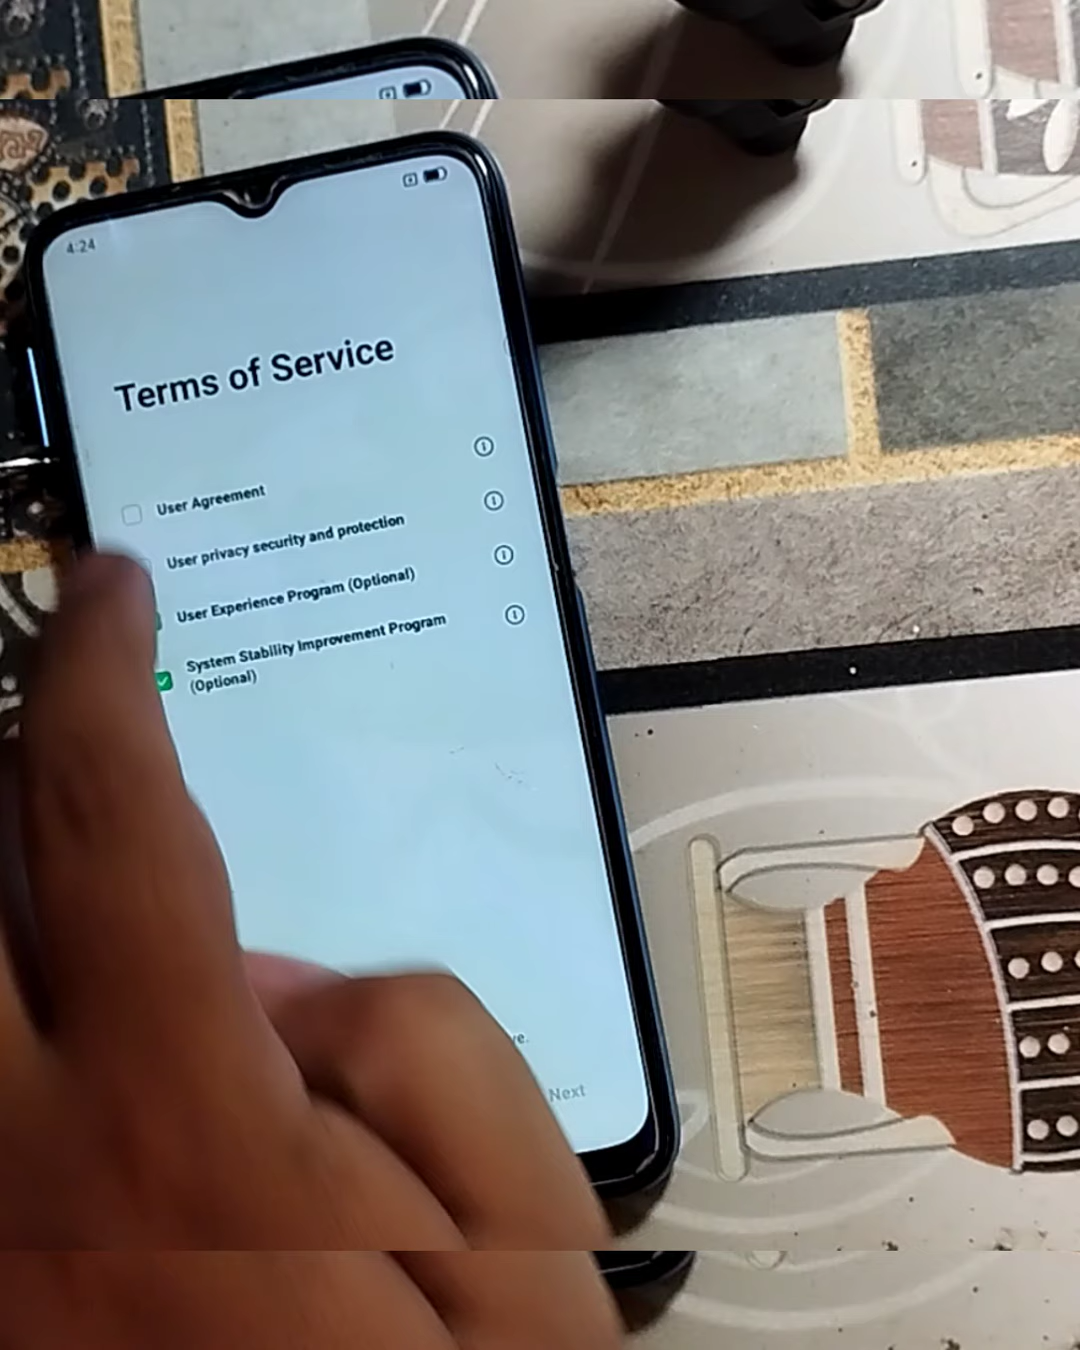 4:24
Terms of Service
User Agreement
User privacy security and protection
User Experience Program (Optional)
System Stability Improvement Program
(Optional)
Next